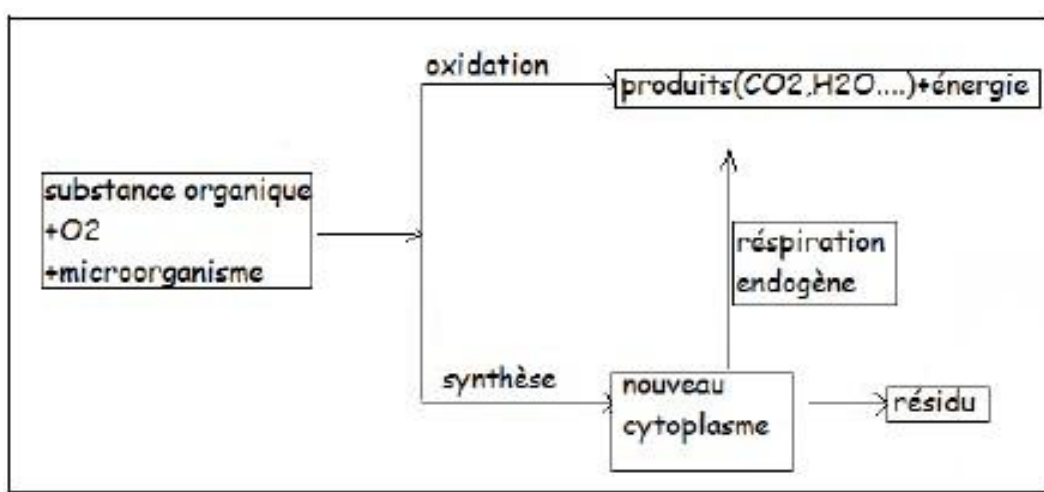 oxidation
produits(CO2,H2O....)+énergie
substance organique
+O2
+microorganisme
réspiration
endogène
synthèse
nouveau
cytoplasme
résidu